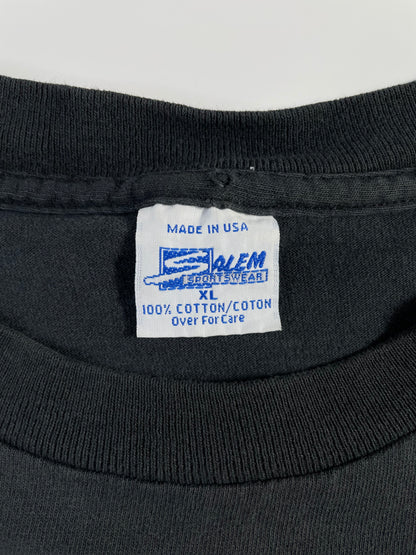 MADE IN USA
SALEM
SPORTSWEAR
XL
100% COTTON/COTON
Over For Care